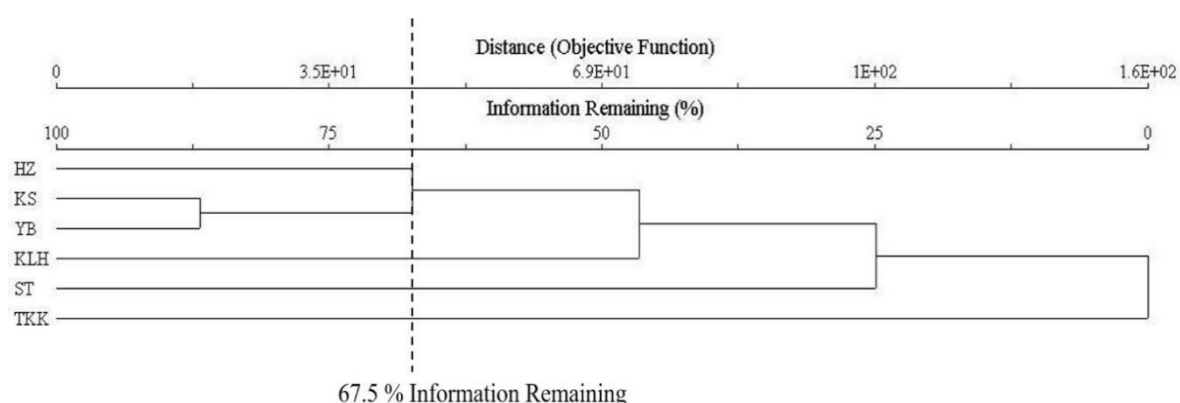 Distance (Objective Function)
0 3.5E+01 6.9E+01 1E+02 1.6E+02
Information Remaining (%)
100 75 50 25 0
HZ
KS
YB
KLH
ST
TKK
67.5 % Information Remaining